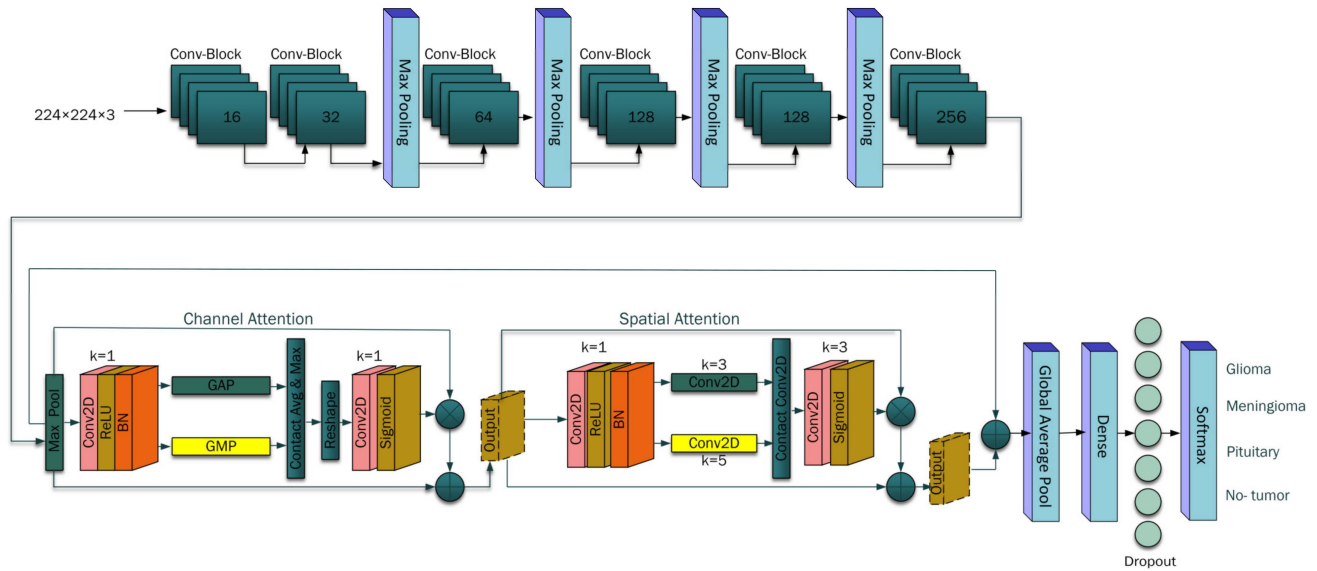 Conv-Block
Conv-Block
Conv-Block
Conv-Block
Conv-Block
Conv-Block
224×224×3
16
32
Max Pooling
64
Max Pooling
128
Max Pooling
128
Max Pooling
256
Channel Attention
Spatial Attention
Max Pool
k=1
Conv2D
ReLU
BN
GAP
GMP
Contact Avg & Max
Reshape
k=1
Conv2D
Sigmoid
Output
k=1
Conv2D
ReLU
BN
k=3
Conv2D
Conv2D
k=5
Contact Conv2D
k=3
Conv2D
Sigmoid
Output
Global Average Pool
Dense
Dropout
Softmax
Glioma
Meningioma
Pituitary
No- tumor